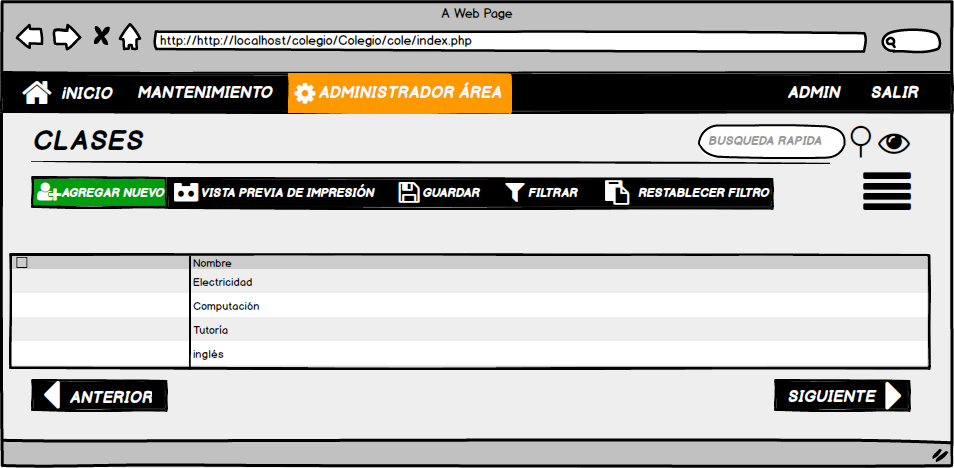 A Web Page
http://http://localhost/colegio/Colegio/cole/index.php
iNICIO MANTENIMIENTO ADMINISTRADOR ÁREA ADMIN SALIR
CLASES BUSQUEDA RAPIDA
AGREGAR NUEVO VISTA PREVIA DE IMPRESIÓN GUARDAR FILTRAR RESTABLECER FILTRO
Nombre
Electricidad
Computación
Tutoría
inglés
ANTERIOR SIGUIENTE